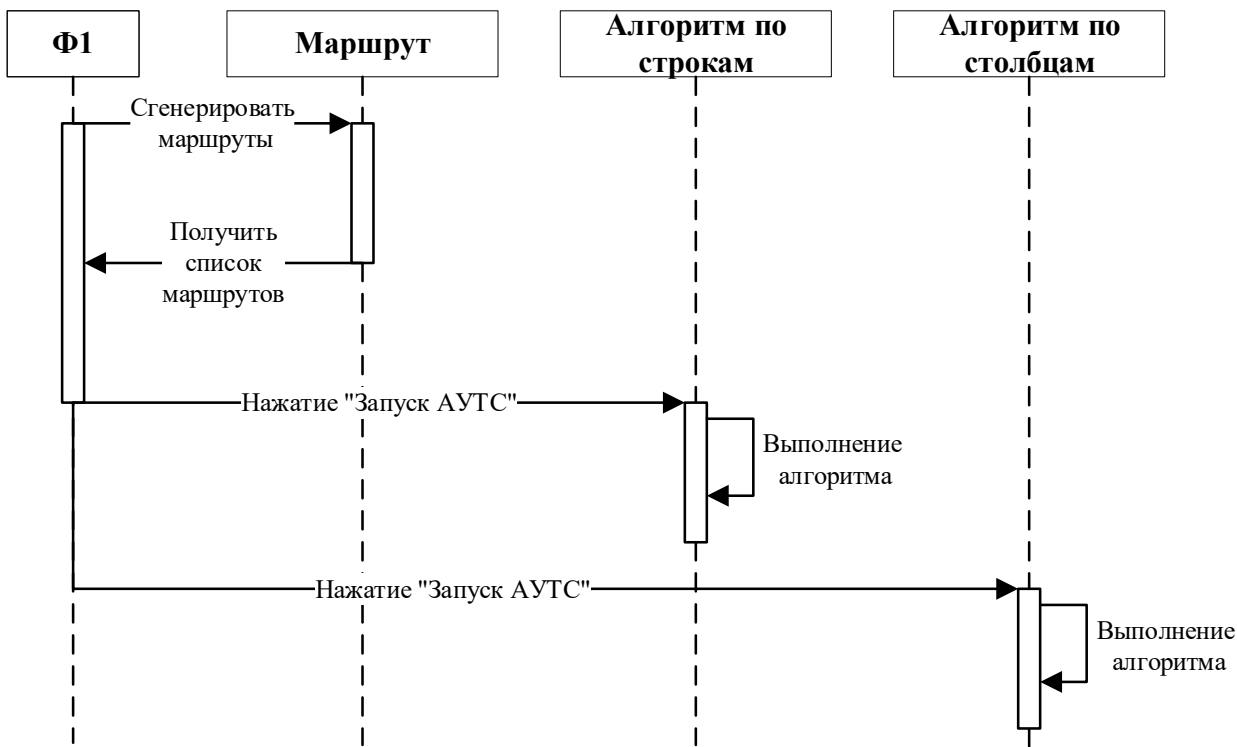 Ф1
Маршрут
Алгоритм по
строкам
Алгоритм по
столбцам
Сгенерировать
маршруты
Получить
список
маршрутов
Нажатие "Запуск АУТС"
Выполнение
алгоритма
Нажатие "Запуск АУТС"
Выполнение
алгоритма